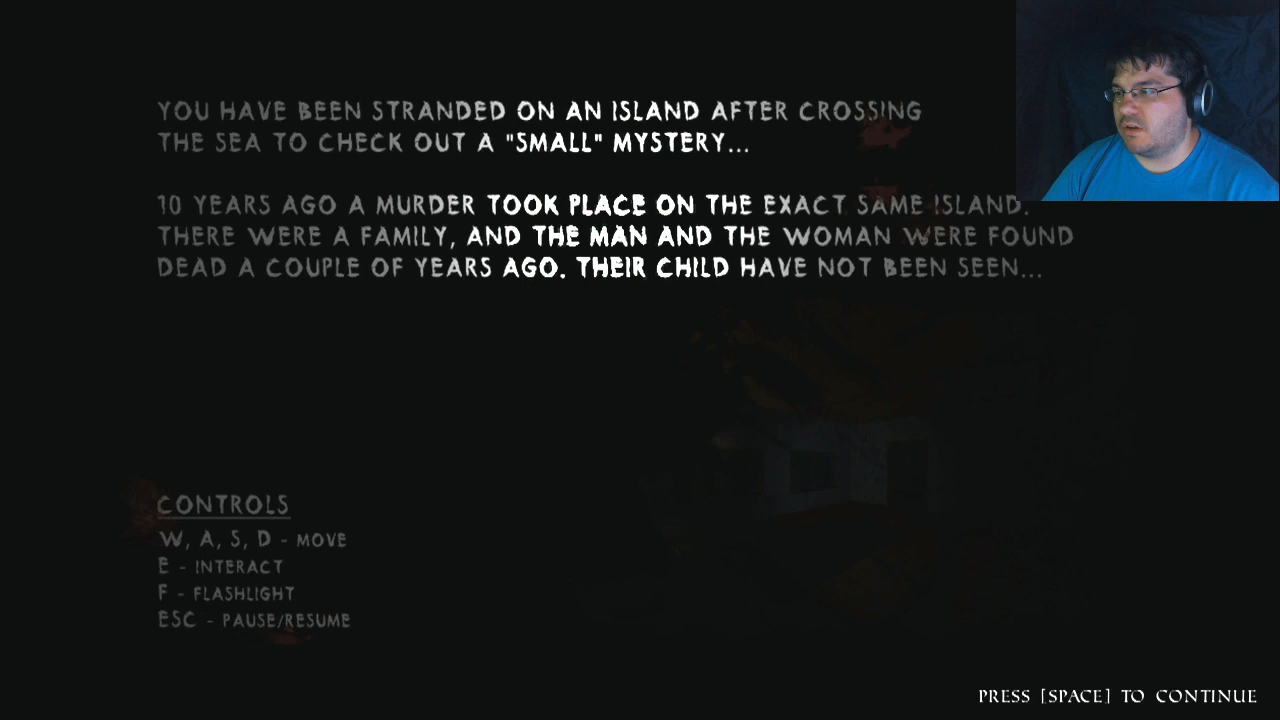 YOU HAVE BEEN STRANDED ON AN ISLAND AFTER CROSSING
THE SEA TO CHECK OUT A "SMALL" MYSTERY...
10 YEARS AGO A MURDER TOOK PLACE ON THE EXACT SAME ISLAND.
THERE WERE A FAMILY, AND THE MAN AND THE WOMAN WERE FOUND
DEAD A COUPLE OF YEARS AGO. THEIR CHILD HAVE NOT BEEN SEEN...
CONTROLS
W, A, S, D - MOVE
E - INTERACT
F - FLASHLIGHT
ESC - PAUSE/RESUME
PRESS [SPACE] TO CONTINUE